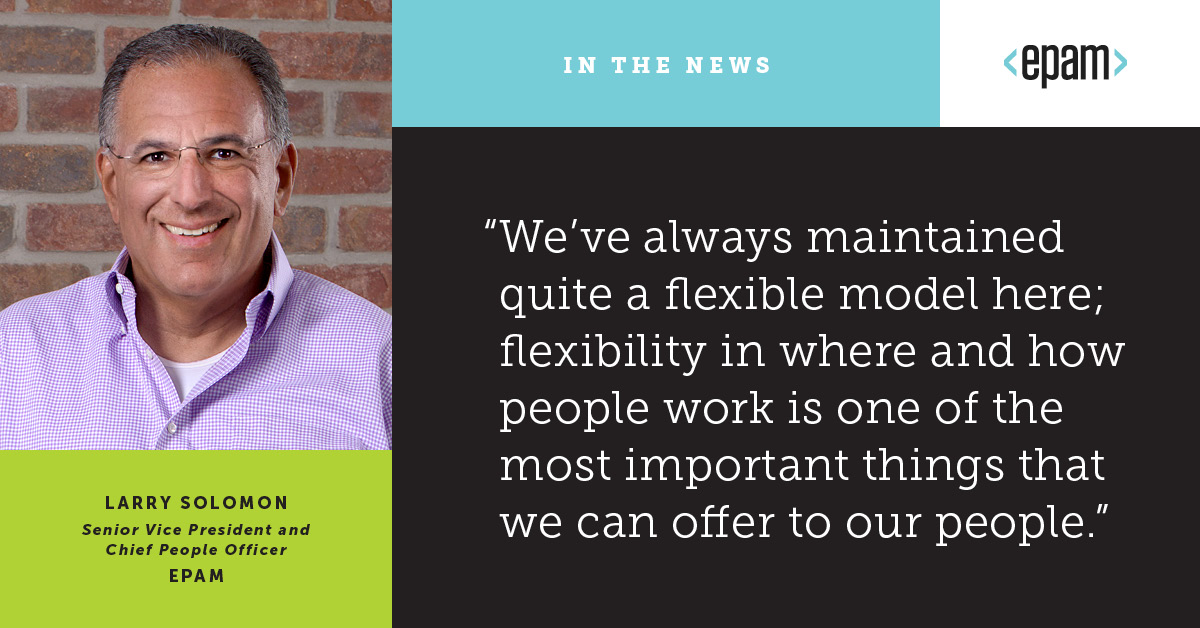 IN THE NEWS
<epam>
“We’ve always maintained
quite a flexible model here;
flexibility in where and how
people work is one of the
most important things that
we can offer to our people.”
LARRY SOLOMON
Senior Vice President and
Chief People Officer
EPAM